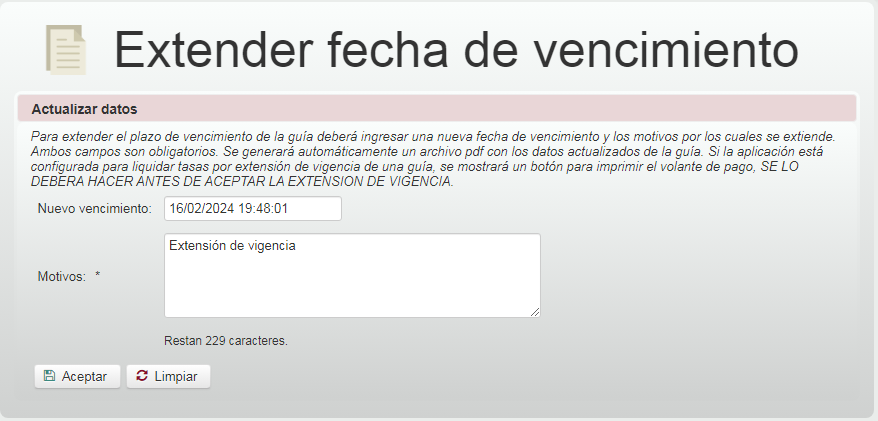 Extender fecha de vencimiento
Actualizar datos
Para extender el plazo de vencimiento de la guía deberá ingresar una nueva fecha de vencimiento y los motivos por los cuales se extiende.
Ambos campos son obligatorios. Se generará automáticamente un archivo pdf con los datos actualizados de la guía. Si la aplicación está
configurada para liquidar tasas por extensión de vigencia de una guía, se mostrará un botón para imprimir el volante de pago, SE LO
DEBERA HACER ANTES DE ACEPTAR LA EXTENSION DE VIGENCIA.
Nuevo vencimiento: 16/02/2024 19:48:01
Extensión de vigencia
Motivos: *
Restan 229 caracteres.
Aceptar Limpiar